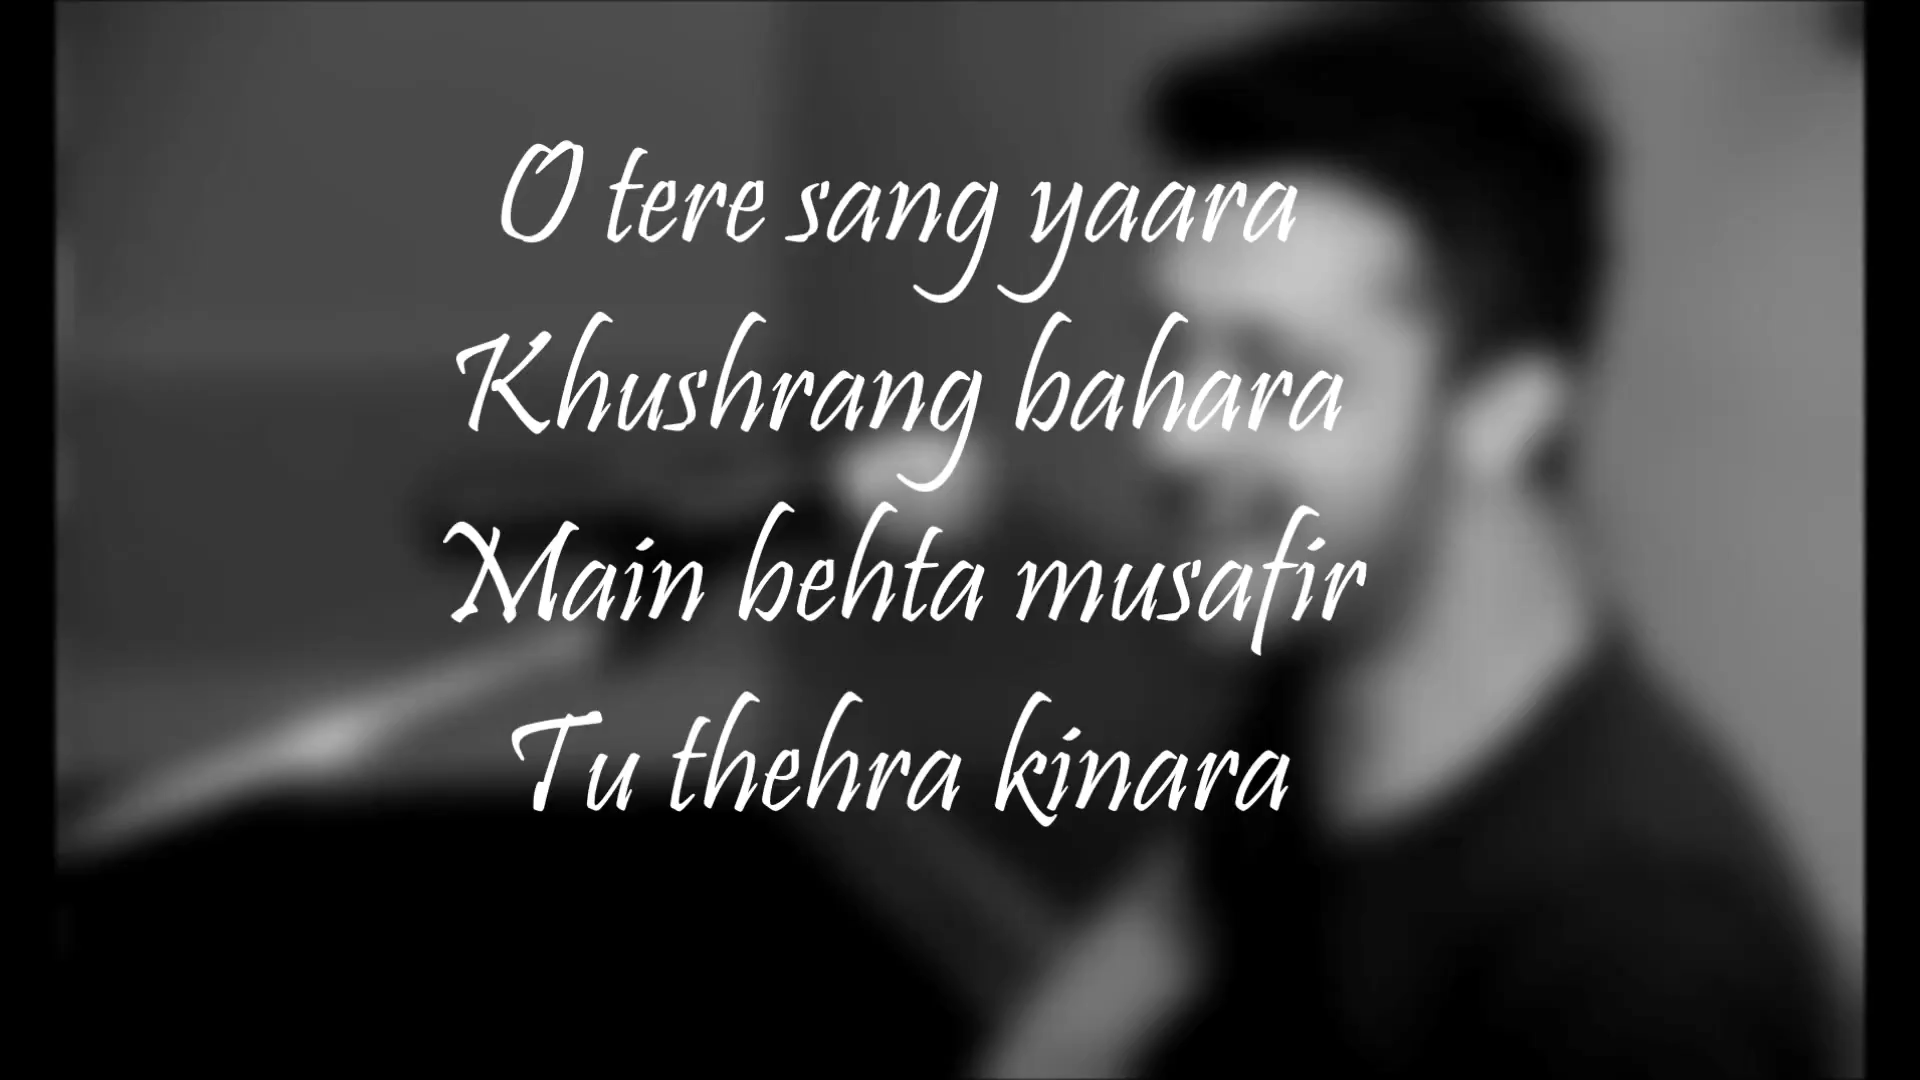 O tere sang yaara
Khushrang bahara
Main behta musafir
Tu thehra kinara